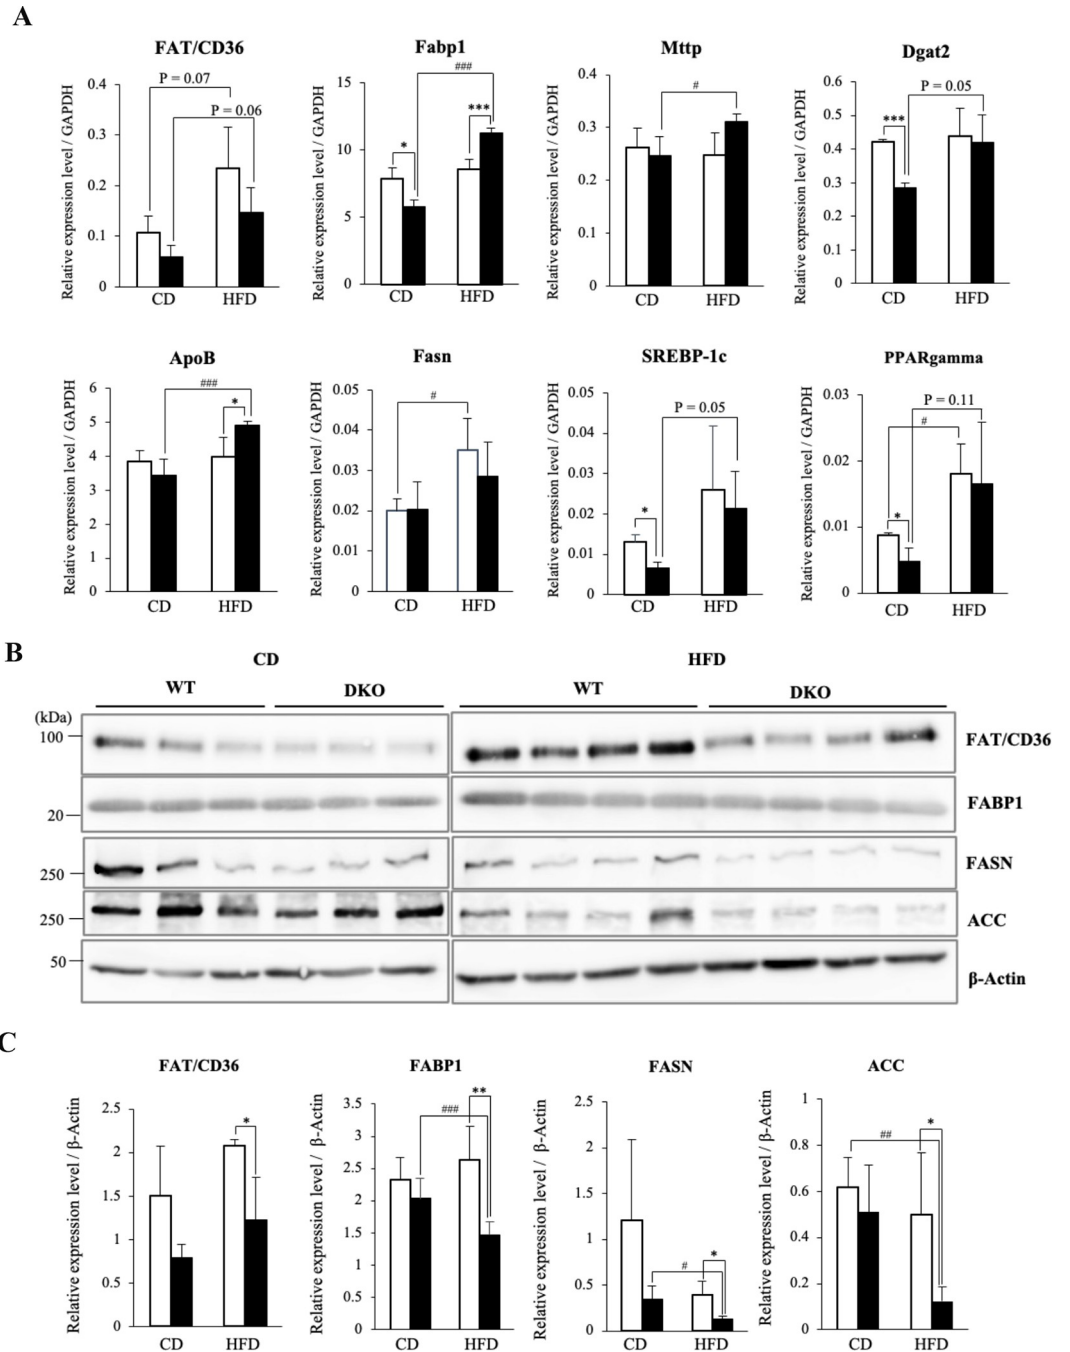 A
FAT/CD36
Relative expression level / GAPDH
0.4
0.3
0.2
0.1
0
P = 0.07
P = 0.06
CD HFD
Fabp1
Relative expression level / GAPDH
15
10
5
0
###
***
*
CD HFD
Mttp
Relative expression level / GAPDH
0.4
0.3
0.2
0.1
0
#
CD HFD
Dgat2
Relative expression level / GAPDH
0.6
0.5
0.4
0.3
0.2
0.1
0
P = 0.05
***
CD HFD
ApoB
Relative expression level / GAPDH
6
5
4
3
2
1
0
###
*
CD HFD
Fasn
Relative expression level / GAPDH
0.05
0.04
0.03
0.02
0.01
0
#
CD HFD
SREBP-1c
Relative expression level / GAPDH
0.05
0.04
0.03
0.02
0.01
0
P = 0.05
*
CD HFD
PPARgamma
Relative expression level / GAPDH
0.03
0.02
0.01
0
P = 0.11
#
*
CD HFD
B
CD HFD
WT DKO WT DKO
(kDa)
100 FAT/CD36
20 FABP1
250 FASN
250 ACC
50 β-Actin
C
FAT/CD36
Relative expression level / β-Actin
2.5
2
1.5
1
0.5
0
*
CD HFD
FABP1
Relative expression level / β-Actin
3.5
3
2.5
2
1.5
1
0.5
0
**
###
CD HFD
FASN
Relative expression level / β-Actin
2.5
2
1.5
1
0.5
0
*
#
CD HFD
ACC
Relative expression level / β-Actin
1
0.8
0.6
0.4
0.2
0
*
##
CD HFD